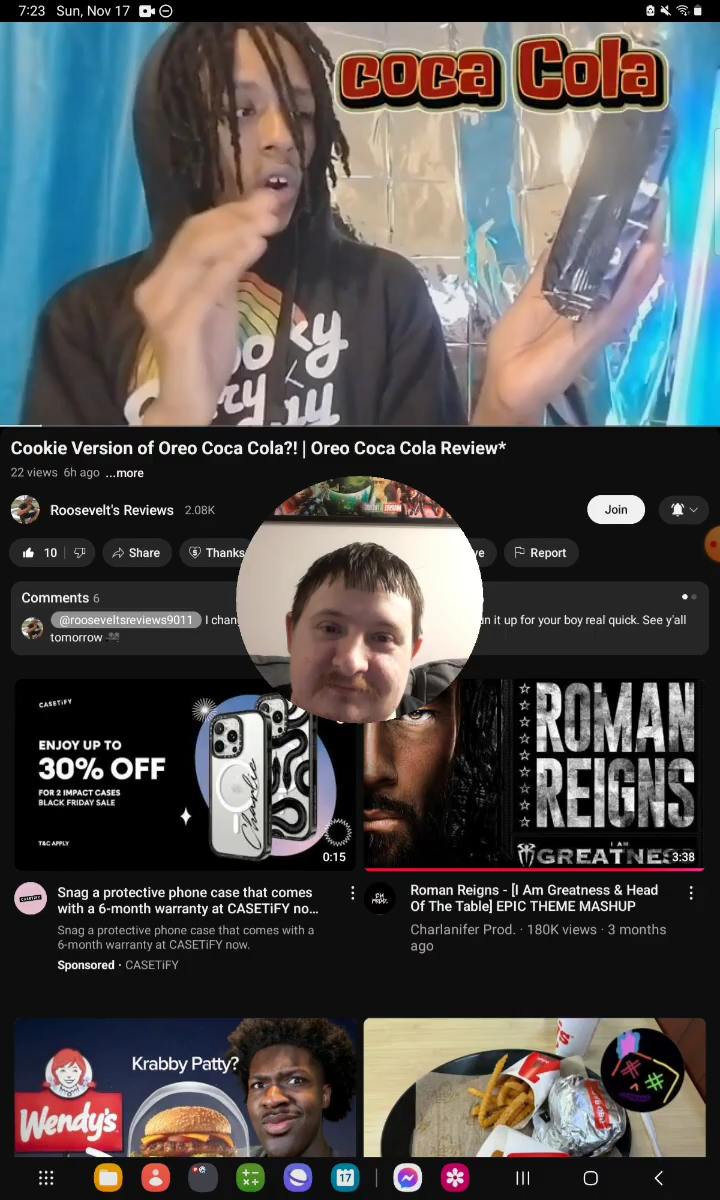 7:23 Sun, Nov 17
coca Cola
Cookie Version of Oreo Coca Cola?! | Oreo Coca Cola Review*
22 views 6h ago ...more
Roosevelt's Reviews 2.08K
Join
10
Share
Thanks
Report
Comments 6
@rooseveltsreviews9011 I
it up for your boy real quick. See y'all
tomorrow
CASETiFY
ENJOY UP TO
30% OFF
FOR 2 IMPACT CASES
BLACK FRIDAY SALE
T&C APPLY
Charlie
0:15
ROMAN
REIGNS
I AM
GREATNES
3:38
Snag a protective phone case that comes
with a 6-month warranty at CASETiFY no...
Snag a protective phone case that comes with a
6-month warranty at CASETiFY now.
Sponsored · CASETiFY
Roman Reigns - [I Am Greatness & Head
Of The Table] EPIC THEME MASHUP
Charlanifer Prod. · 180K views · 3 months
ago
Krabby Patty?
Wendy's
17